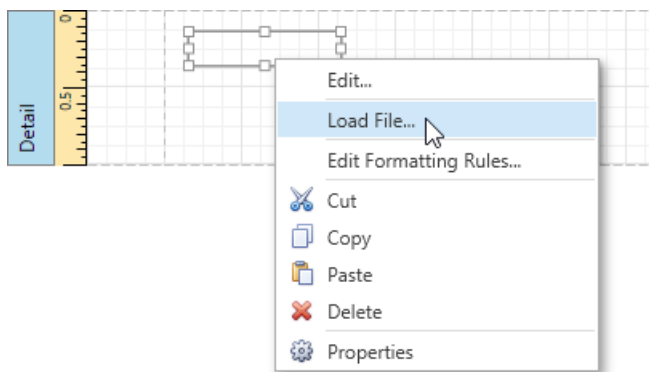 0
0.5
Detail
Edit...
Load File...
Edit Formatting Rules...
Cut
Copy
Paste
Delete
Properties